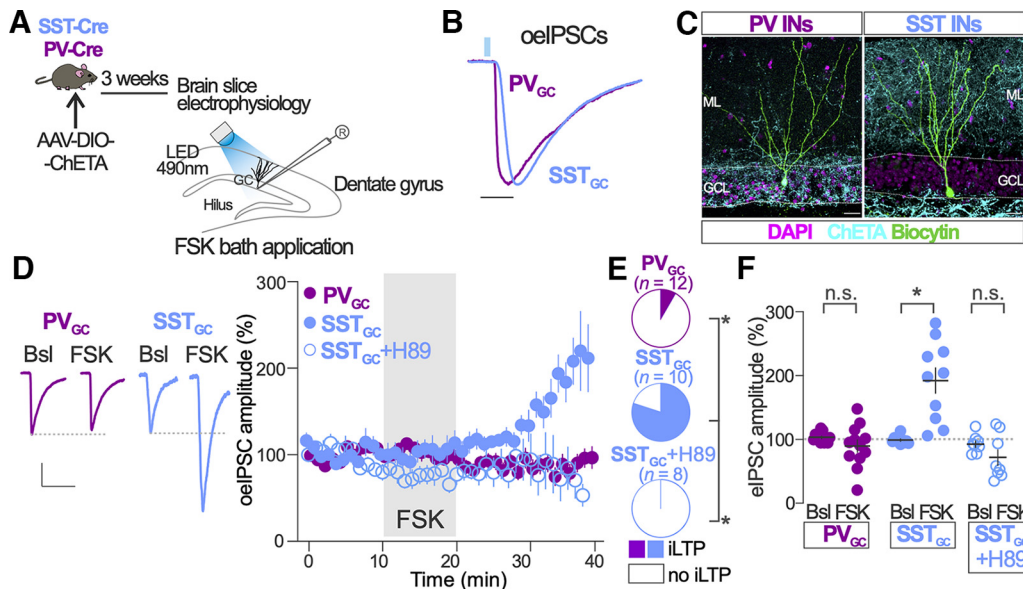 A
SST-Cre
PV-Cre
3 weeks
Brain slice
electrophysiology
AAV-DIO-
-ChETA
LED
490nm
R
GC
Hilus
Dentate gyrus
FSK bath application
B
oeIPSCs
PVGC
SSTGC
C
PV INs
SST INs
ML
ML
GCL
GCL
DAPI ChETA Biocytin
D
PVGC
SSTGC
Bsl FSK Bsl FSK
oeIPSC amplitude (%)
300
200
100
0
PVGC
SSTGC
SSTGC+H89
FSK
0 10 20 30 40
Time (min)
E
PVGC
(n = 12)
*
SSTGC
(n = 10)
SSTGC+H89
(n = 8)
*
iLTP
no iLTP
F
n.s. * n.s.
eIPSC amplitude (%)
300
200
100
0
Bsl FSK Bsl FSK Bsl FSK
PVGC
SSTGC
SSTGC
+H89